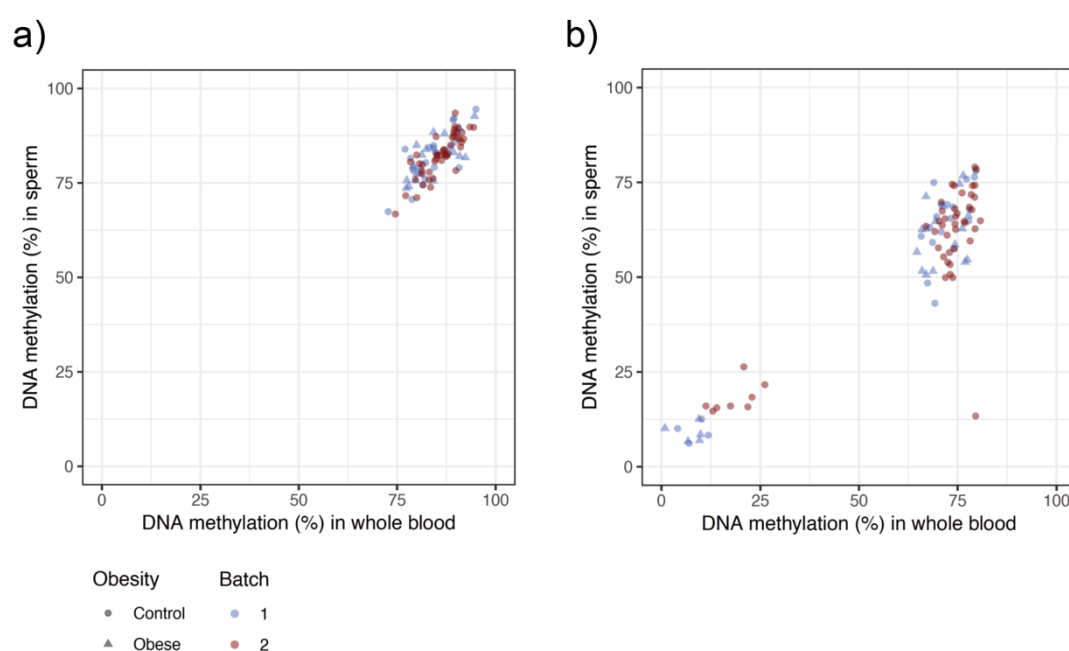 a)
100
75
50
25
0
DNA methylation (%) in sperm
0 25 50 75 100
DNA methylation (%) in whole blood
b)
100
75
50
25
0
DNA methylation (%) in sperm
0 25 50 75 100
DNA methylation (%) in whole blood
Obesity Batch
Control 1
Obese 2